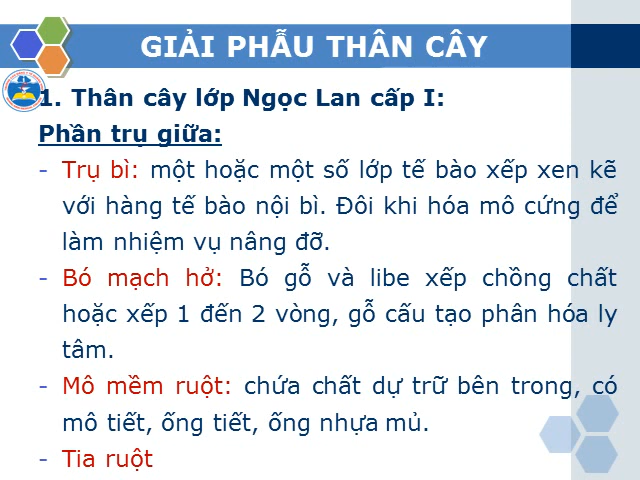 GIẢI PHẪU THÂN CÂY
1. Thân cây lớp Ngọc Lan cấp I:
Phần trụ giữa:
- Trụ bì: một hoặc một số lớp tế bào xếp xen kẽ
với hàng tế bào nội bì. Đôi khi hóa mô cứng để
làm nhiệm vụ nâng đỡ.
- Bó mạch hở: Bó gỗ và libe xếp chồng chất
hoặc xếp 1 đến 2 vòng, gỗ cấu tạo phân hóa ly
tâm.
- Mô mềm ruột: chứa chất dự trữ bên trong, có
mô tiết, ống tiết, ống nhựa mủ.
- Tia ruột